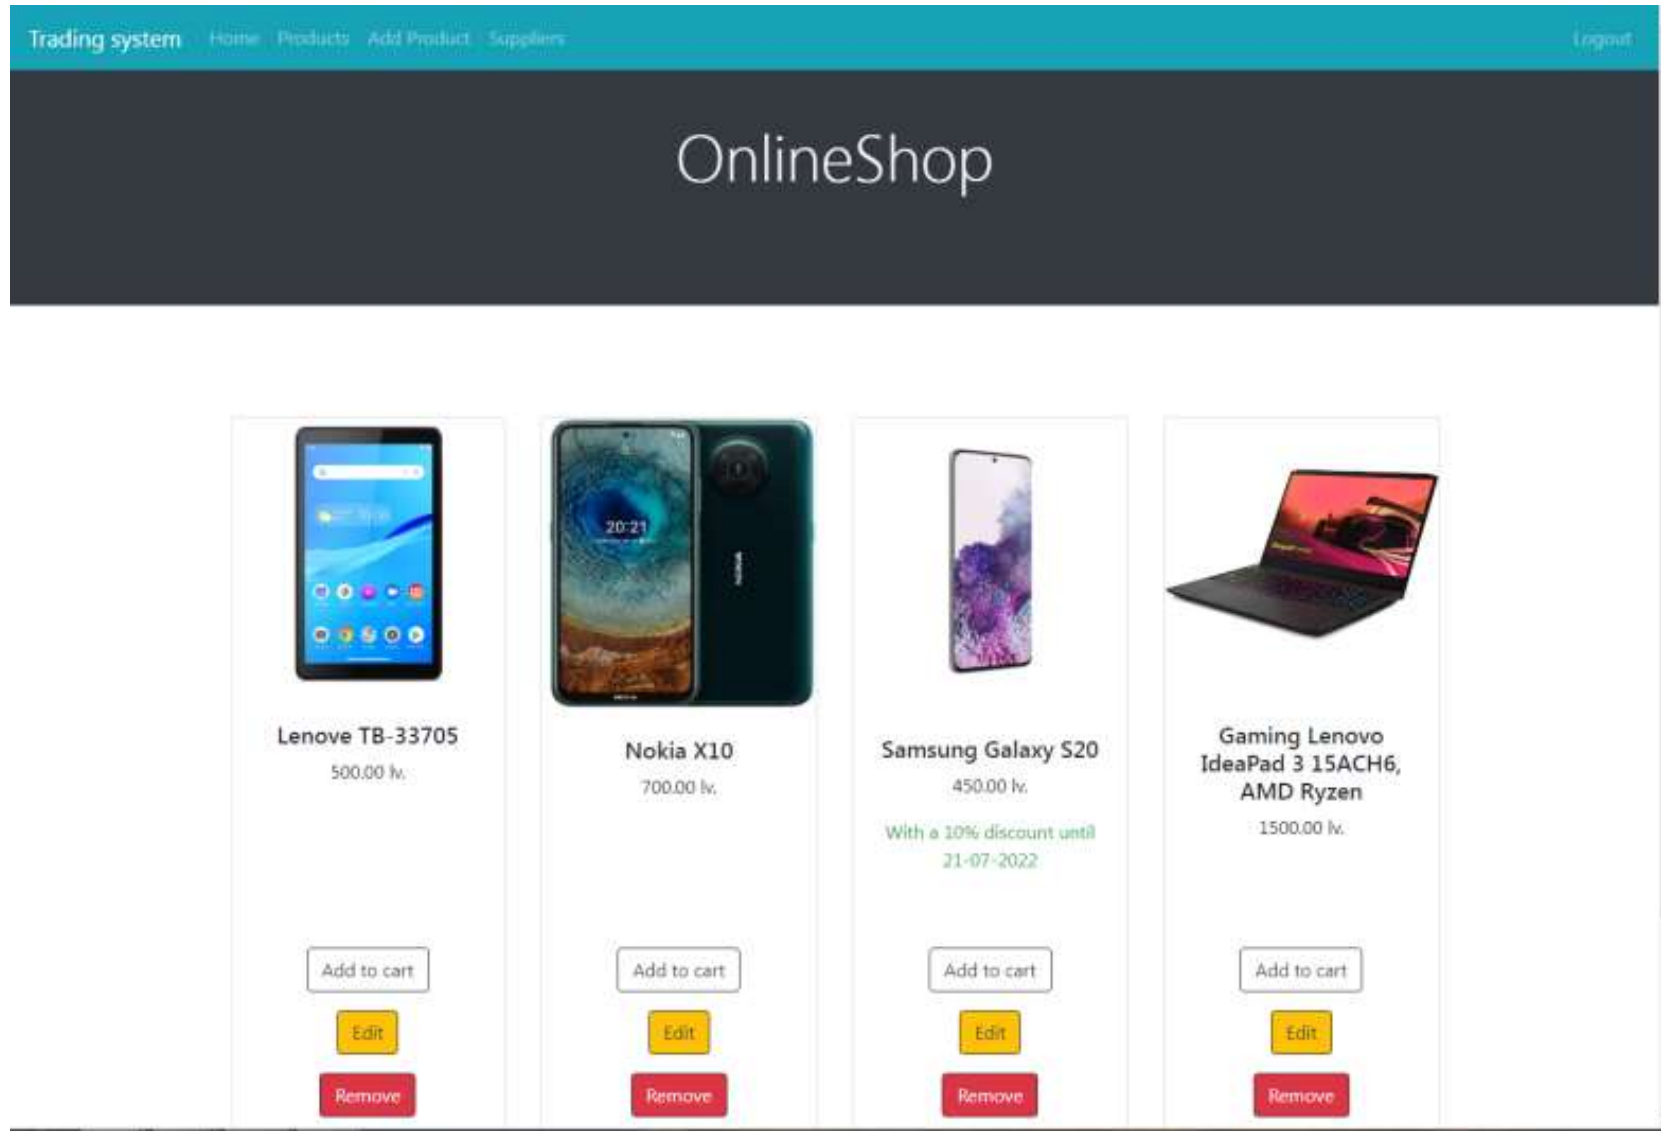 Trading system Home Products Add Product Suppliers Logout
OnlineShop
20:21
NOKIA
Lenove TB-33705
500.00 lv.
Add to cart
Edit
Remove
Nokia X10
700.00 lv.
Add to cart
Edit
Remove
Samsung Galaxy S20
450.00 lv.
With a 10% discount until
21-07-2022
Add to cart
Edit
Remove
Gaming Lenovo
IdeaPad 3 15ACH6,
AMD Ryzen
1500.00 lv.
Add to cart
Edit
Remove